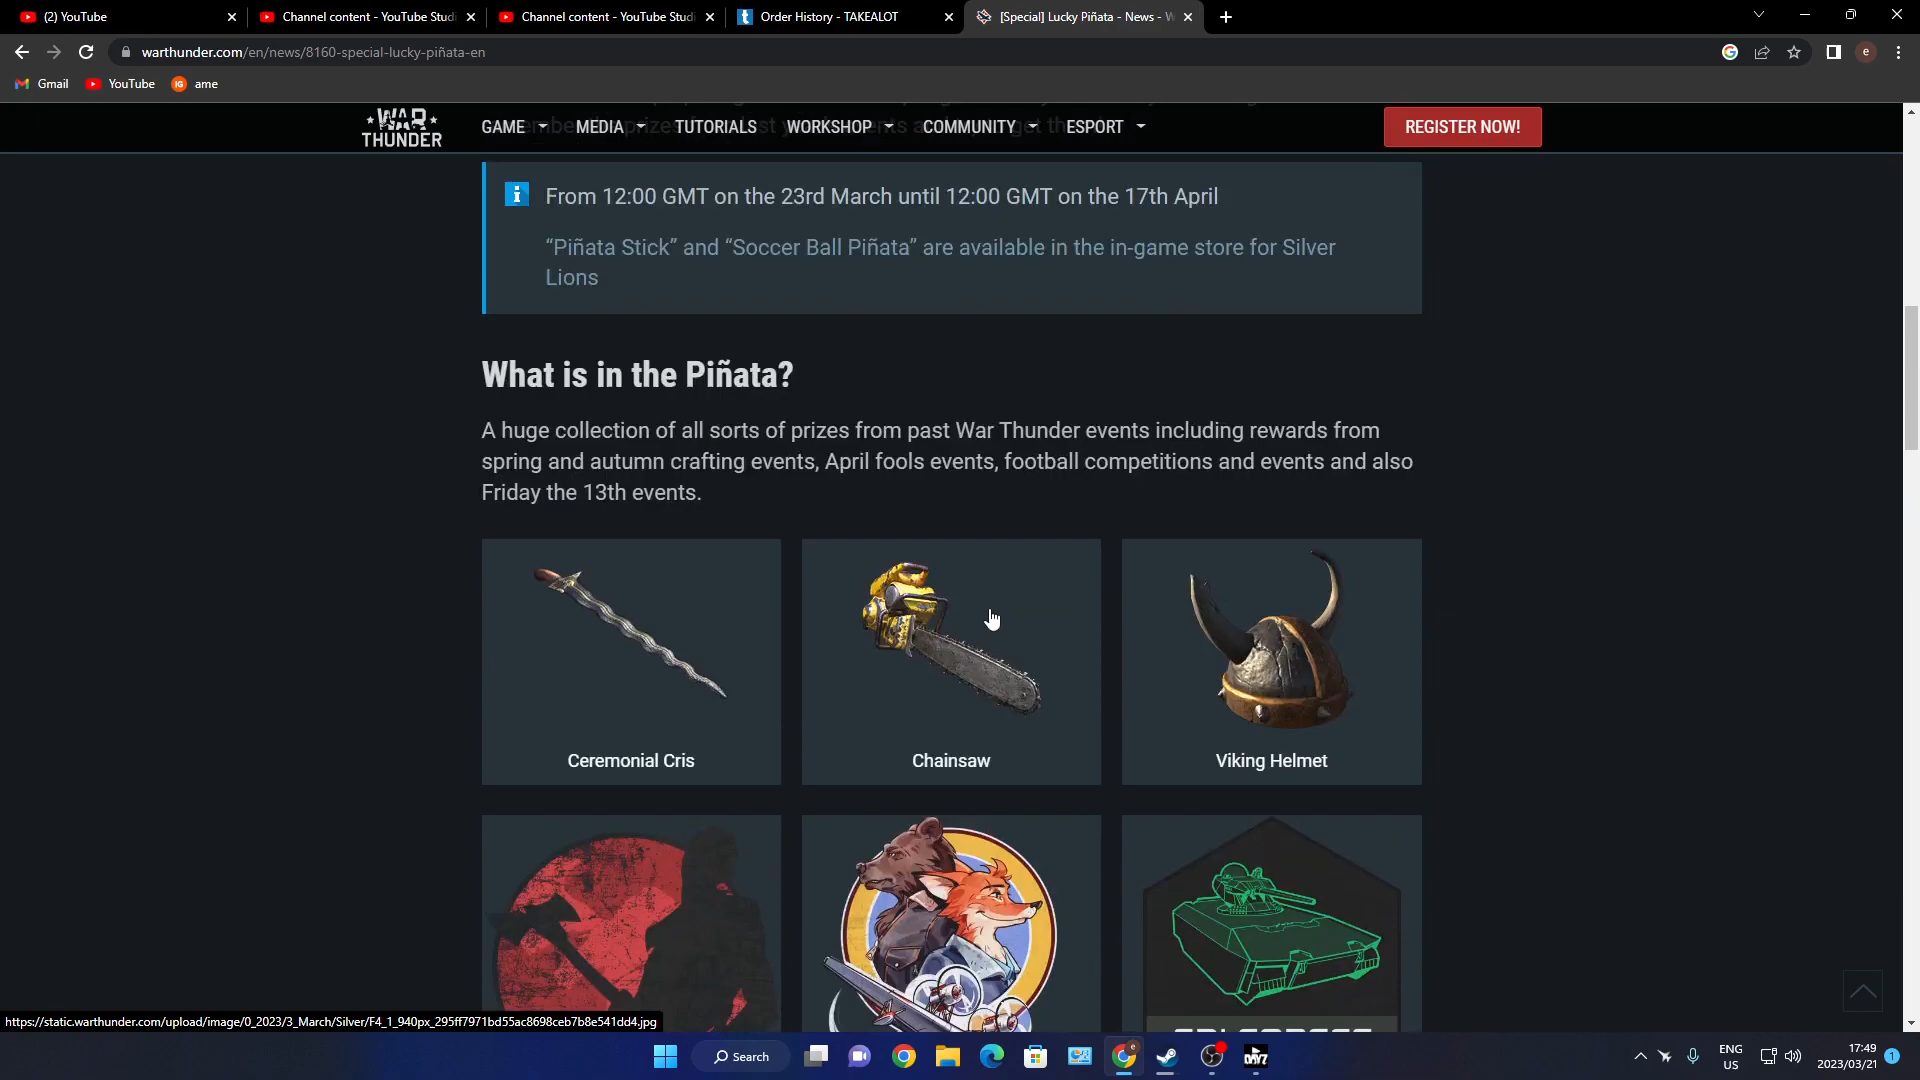 (2) YouTube
Channel content - YouTube Studi
Channel content - YouTube Studi
Order History - TAKEALOT
[Special] Lucky Piñata - News - W
warthunder.com/en/news/8160-special-lucky-piñata-en
e
Gmail
YouTube
IG
ame
WAR THUNDER
GAME
MEDIA
TUTORIALS
WORKSHOP
COMMUNITY
ESPORT
REGISTER NOW!
From 12:00 GMT on the 23rd March until 12:00 GMT on the 17th April
“Piñata Stick” and “Soccer Ball Piñata” are available in the in-game store for Silver
Lions
What is in the Piñata?
A huge collection of all sorts of prizes from past War Thunder events including rewards from
spring and autumn crafting events, April fools events, football competitions and events and also
Friday the 13th events.
Ceremonial Cris
Chainsaw
Viking Helmet
https://static.warthunder.com/upload/image/0_2023/3_March/Silver/F4_1_940px_295ff7971bd55ac8698ceb7b8e541dd4.jpg
Search
ENG
US
17:49
2023/03/21
1